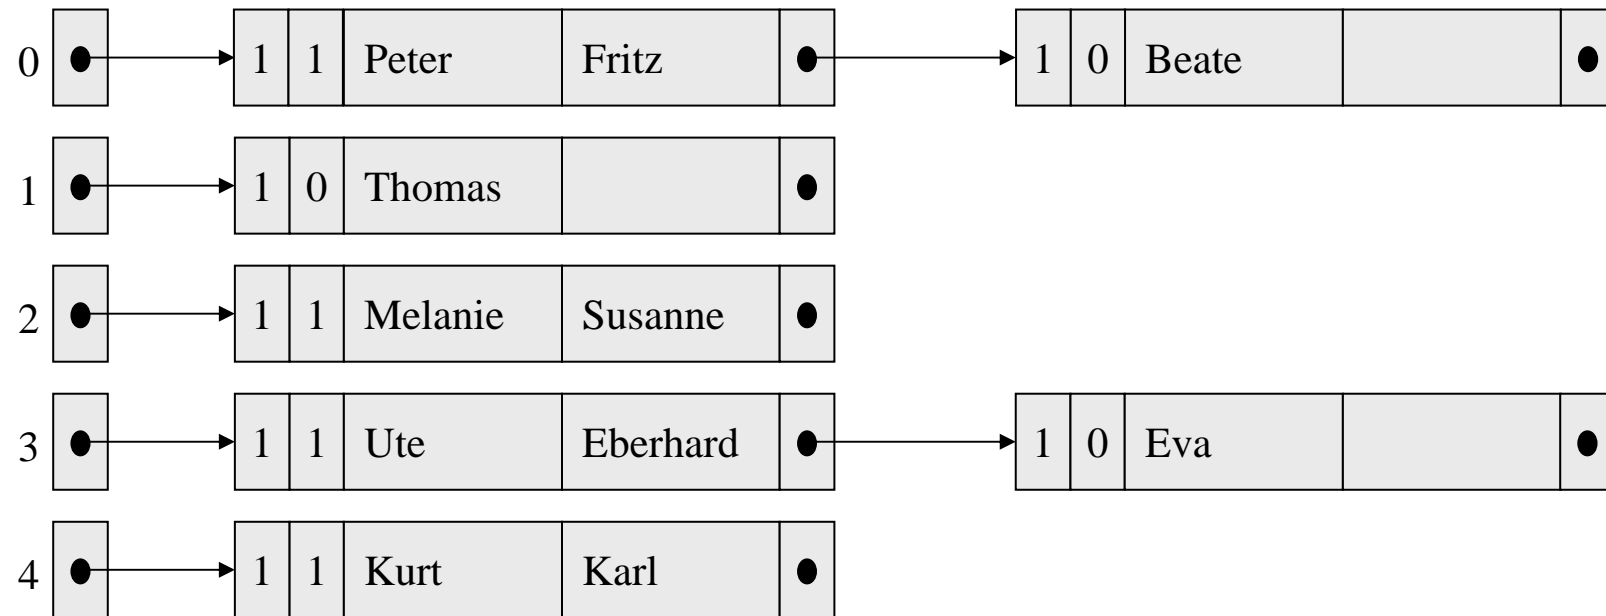 0 1 1 Peter Fritz 1 0 Beate
1 1 0 Thomas
2 1 1 Melanie Susanne
3 1 1 Ute Eberhard 1 0 Eva
4 1 1 Kurt Karl